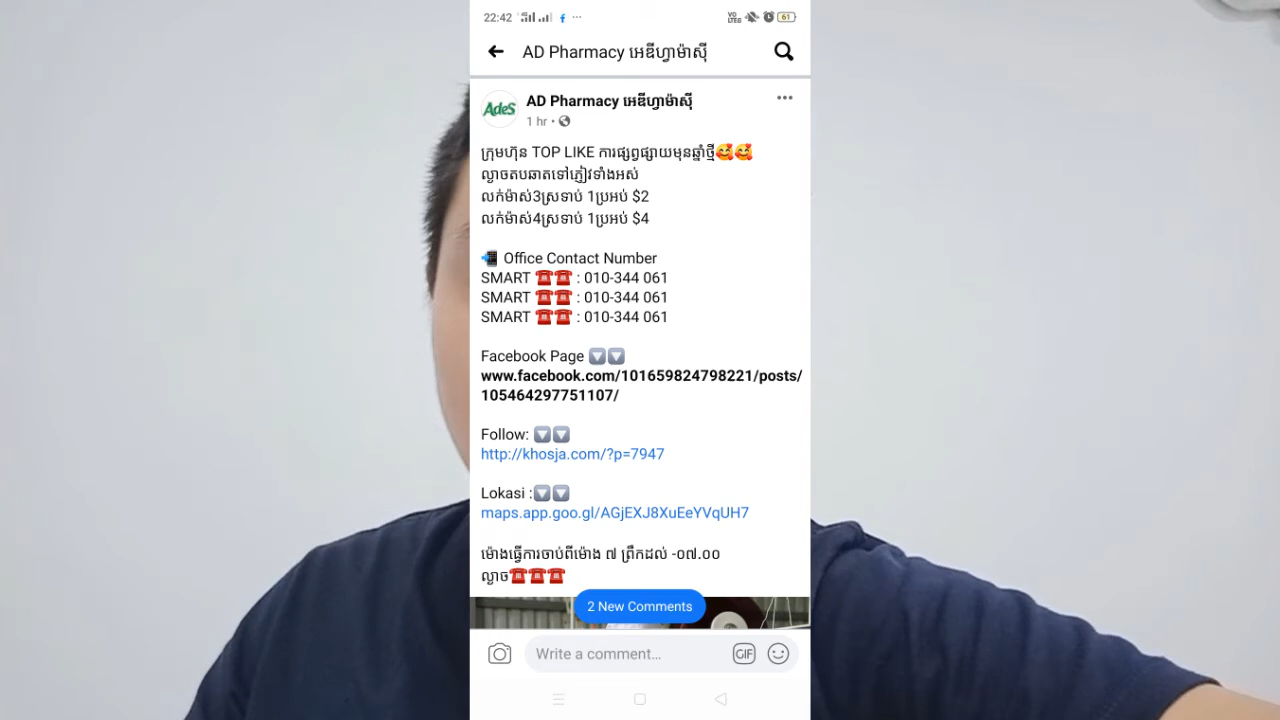 22:42
VO
LTE
61
AD Pharmacy អេឌីហ្វាម៉ាស៊ី
AdeS
AD Pharmacy អេឌីហ្វាម៉ាស៊ី
1 hr
ក្រុមហ៊ុន TOP LIKE ការផ្សព្វផ្សាយមុនឆ្នាំថ្មី🥰🥰
ល្ងាចតបឆាតទៅភ្ញៀវទាំងអស់
លក់ម៉ាស់3ស្រទាប់ 1ប្រអប់ $2
លក់ម៉ាស់4ស្រទាប់ 1ប្រអប់ $4
📲 Office Contact Number
SMART ☎️☎️ : 010-344 061
SMART ☎️☎️ : 010-344 061
SMART ☎️☎️ : 010-344 061
Facebook Page 🔽🔽
www.facebook.com/101659824798221/posts/
105464297751107/
Follow: 🔽🔽
http://khosja.com/?p=7947
Lokasi :🔽🔽
maps.app.goo.gl/AGjEXJ8XuEeYVqUH7
ម៉ោងធ្វើការចាប់ពីម៉ោង ៧ ព្រឹកដល់ -០៧.០០
ល្ងាច☎️☎️☎️
2 New Comments
Write a comment...
GIF